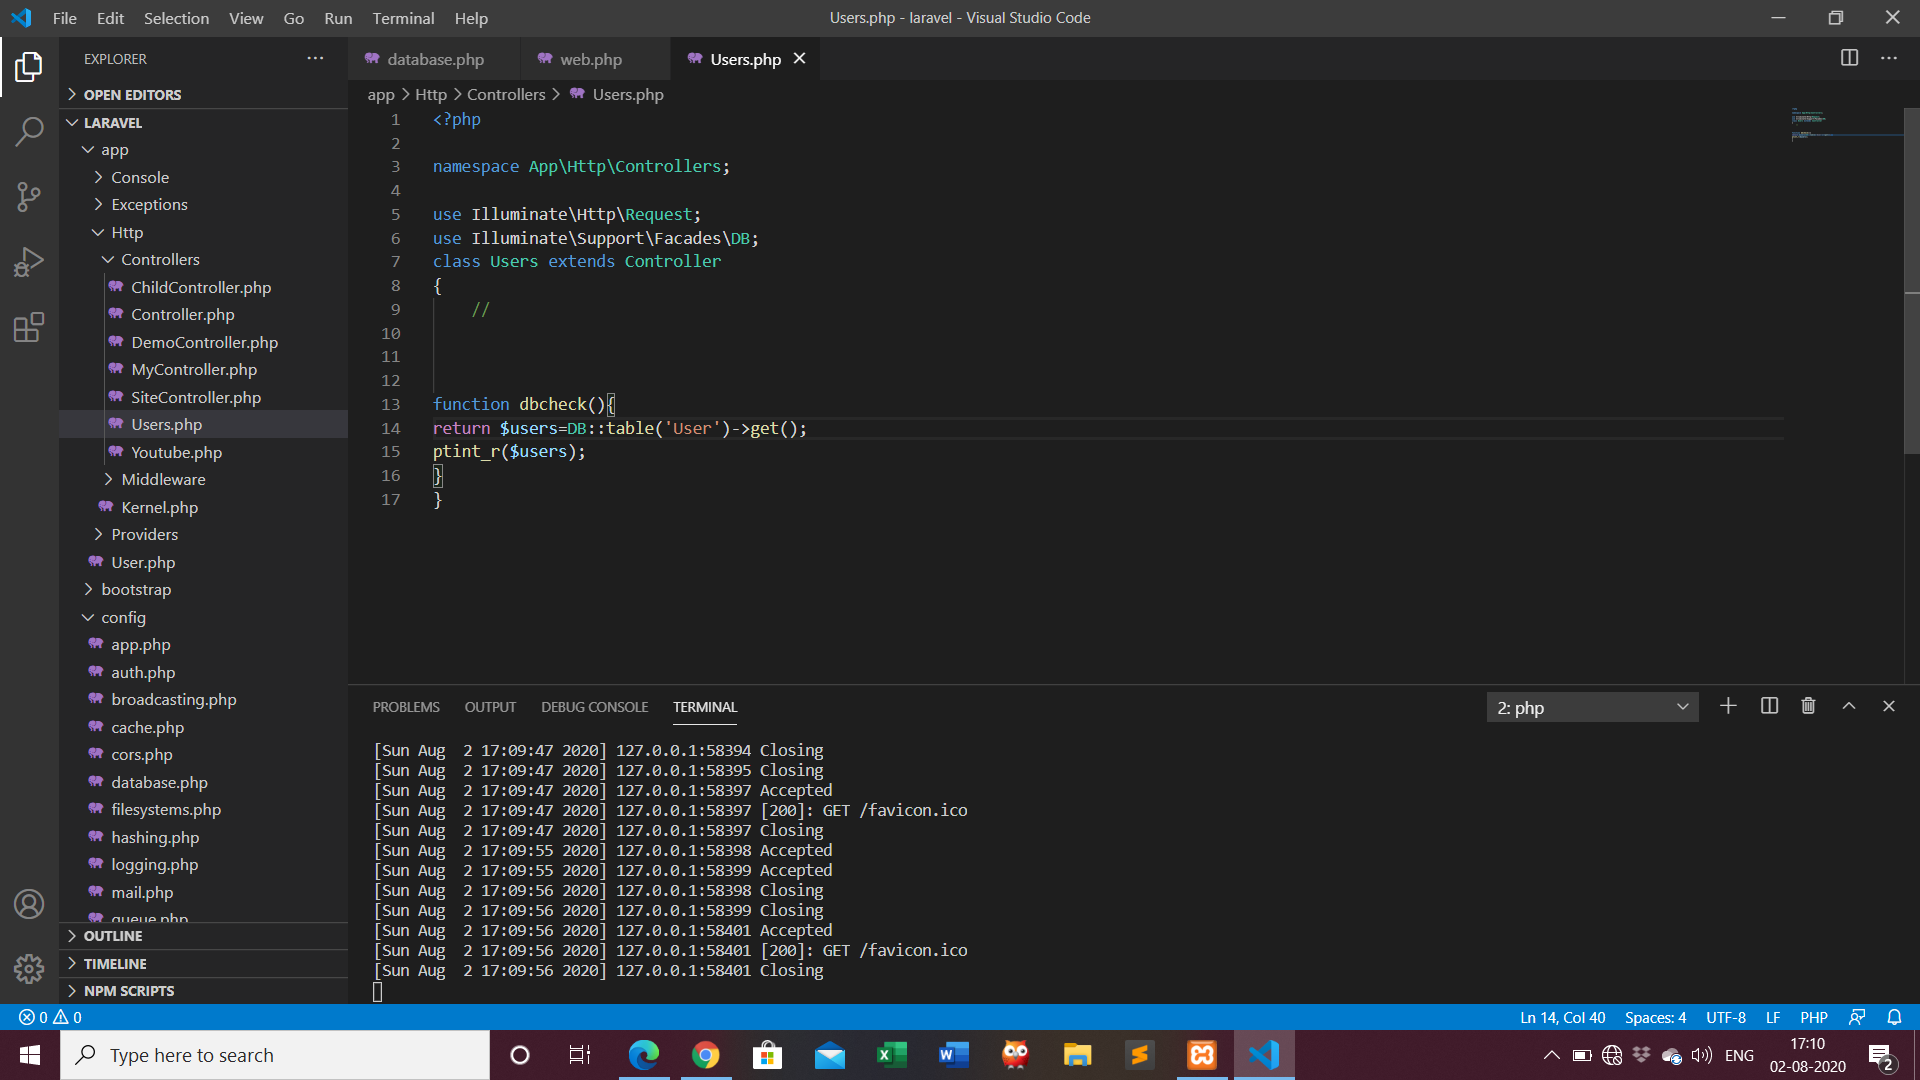 File Edit Selection View Go Run Terminal Help
Users.php - laravel - Visual Studio Code
EXPLORER
OPEN EDITORS
LARAVEL
app
Console
Exceptions
Http
Controllers
ChildController.php
Controller.php
DemoController.php
MyController.php
SiteController.php
Users.php
Youtube.php
Middleware
Kernel.php
Providers
User.php
bootstrap
config
app.php
auth.php
broadcasting.php
cache.php
cors.php
database.php
filesystems.php
hashing.php
logging.php
mail.php
queue.php
OUTLINE
TIMELINE
NPM SCRIPTS
database.php web.php Users.php
app > Http > Controllers > Users.php
1 <?php
2
3 namespace App\Http\Controllers;
4
5 use Illuminate\Http\Request;
6 use Illuminate\Support\Facades\DB;
7 class Users extends Controller
8 {
9 //
10
11
12
13 function dbcheck(){
14 return $users=DB::table('User')->get();
15 ptint_r($users);
16 }
17 }
PROBLEMS OUTPUT DEBUG CONSOLE TERMINAL
2: php
[Sun Aug  2 17:09:47 2020] 127.0.0.1:58394 Closing
[Sun Aug  2 17:09:47 2020] 127.0.0.1:58395 Closing
[Sun Aug  2 17:09:47 2020] 127.0.0.1:58397 Accepted
[Sun Aug  2 17:09:47 2020] 127.0.0.1:58397 [200]: GET /favicon.ico
[Sun Aug  2 17:09:47 2020] 127.0.0.1:58397 Closing
[Sun Aug  2 17:09:55 2020] 127.0.0.1:58398 Accepted
[Sun Aug  2 17:09:55 2020] 127.0.0.1:58399 Accepted
[Sun Aug  2 17:09:56 2020] 127.0.0.1:58398 Closing
[Sun Aug  2 17:09:56 2020] 127.0.0.1:58399 Closing
[Sun Aug  2 17:09:56 2020] 127.0.0.1:58401 Accepted
[Sun Aug  2 17:09:56 2020] 127.0.0.1:58401 [200]: GET /favicon.ico
[Sun Aug  2 17:09:56 2020] 127.0.0.1:58401 Closing
0 0
Ln 14, Col 40 Spaces: 4 UTF-8 LF PHP
Type here to search
ENG
17:10
02-08-2020
2